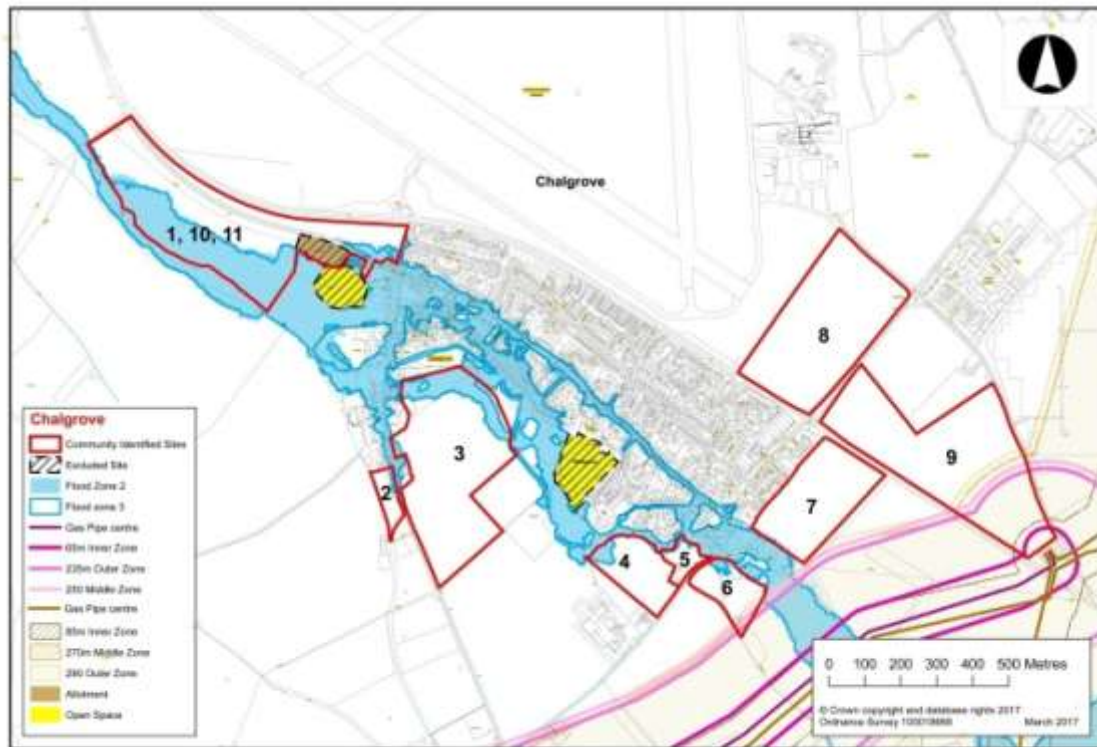 Chalgrove
1, 10, 11
8
3
9
2
7
4
5
6
Chalgrove
Community Identified Sites
Excluded Site
Flood Zone 2
Flood zone 3
Gas Pipe centre
65m Inner Zone
235m Outer Zone
250 Middle Zone
Gas Pipe centre
85m Inner Zone
270m Middle Zone
290 Outer Zone
Allotment
Open Space
0 100 200 300 400 500 Metres
© Crown copyright and database rights 2017
Ordnance Survey
March 2017